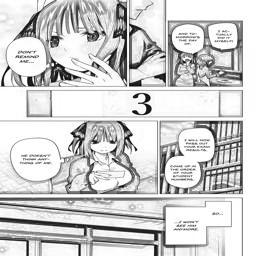 I AC-
TUALLY
DID IT
MYSELF!
AND TO-
MORROW'S
THE DAY
OF.
DON'T
REMIND
ME...
3
I WILL NOW
PASS OUT
YOUR EXAM
RESULTS.
COME UP IN
THE ORDER
OF YOUR
STUDENT
NUMBERS.
HE DOESN'T
THINK ANY-
THING OF
ME.
SO...
...I WON'T
SEE HIM
ANYMORE.